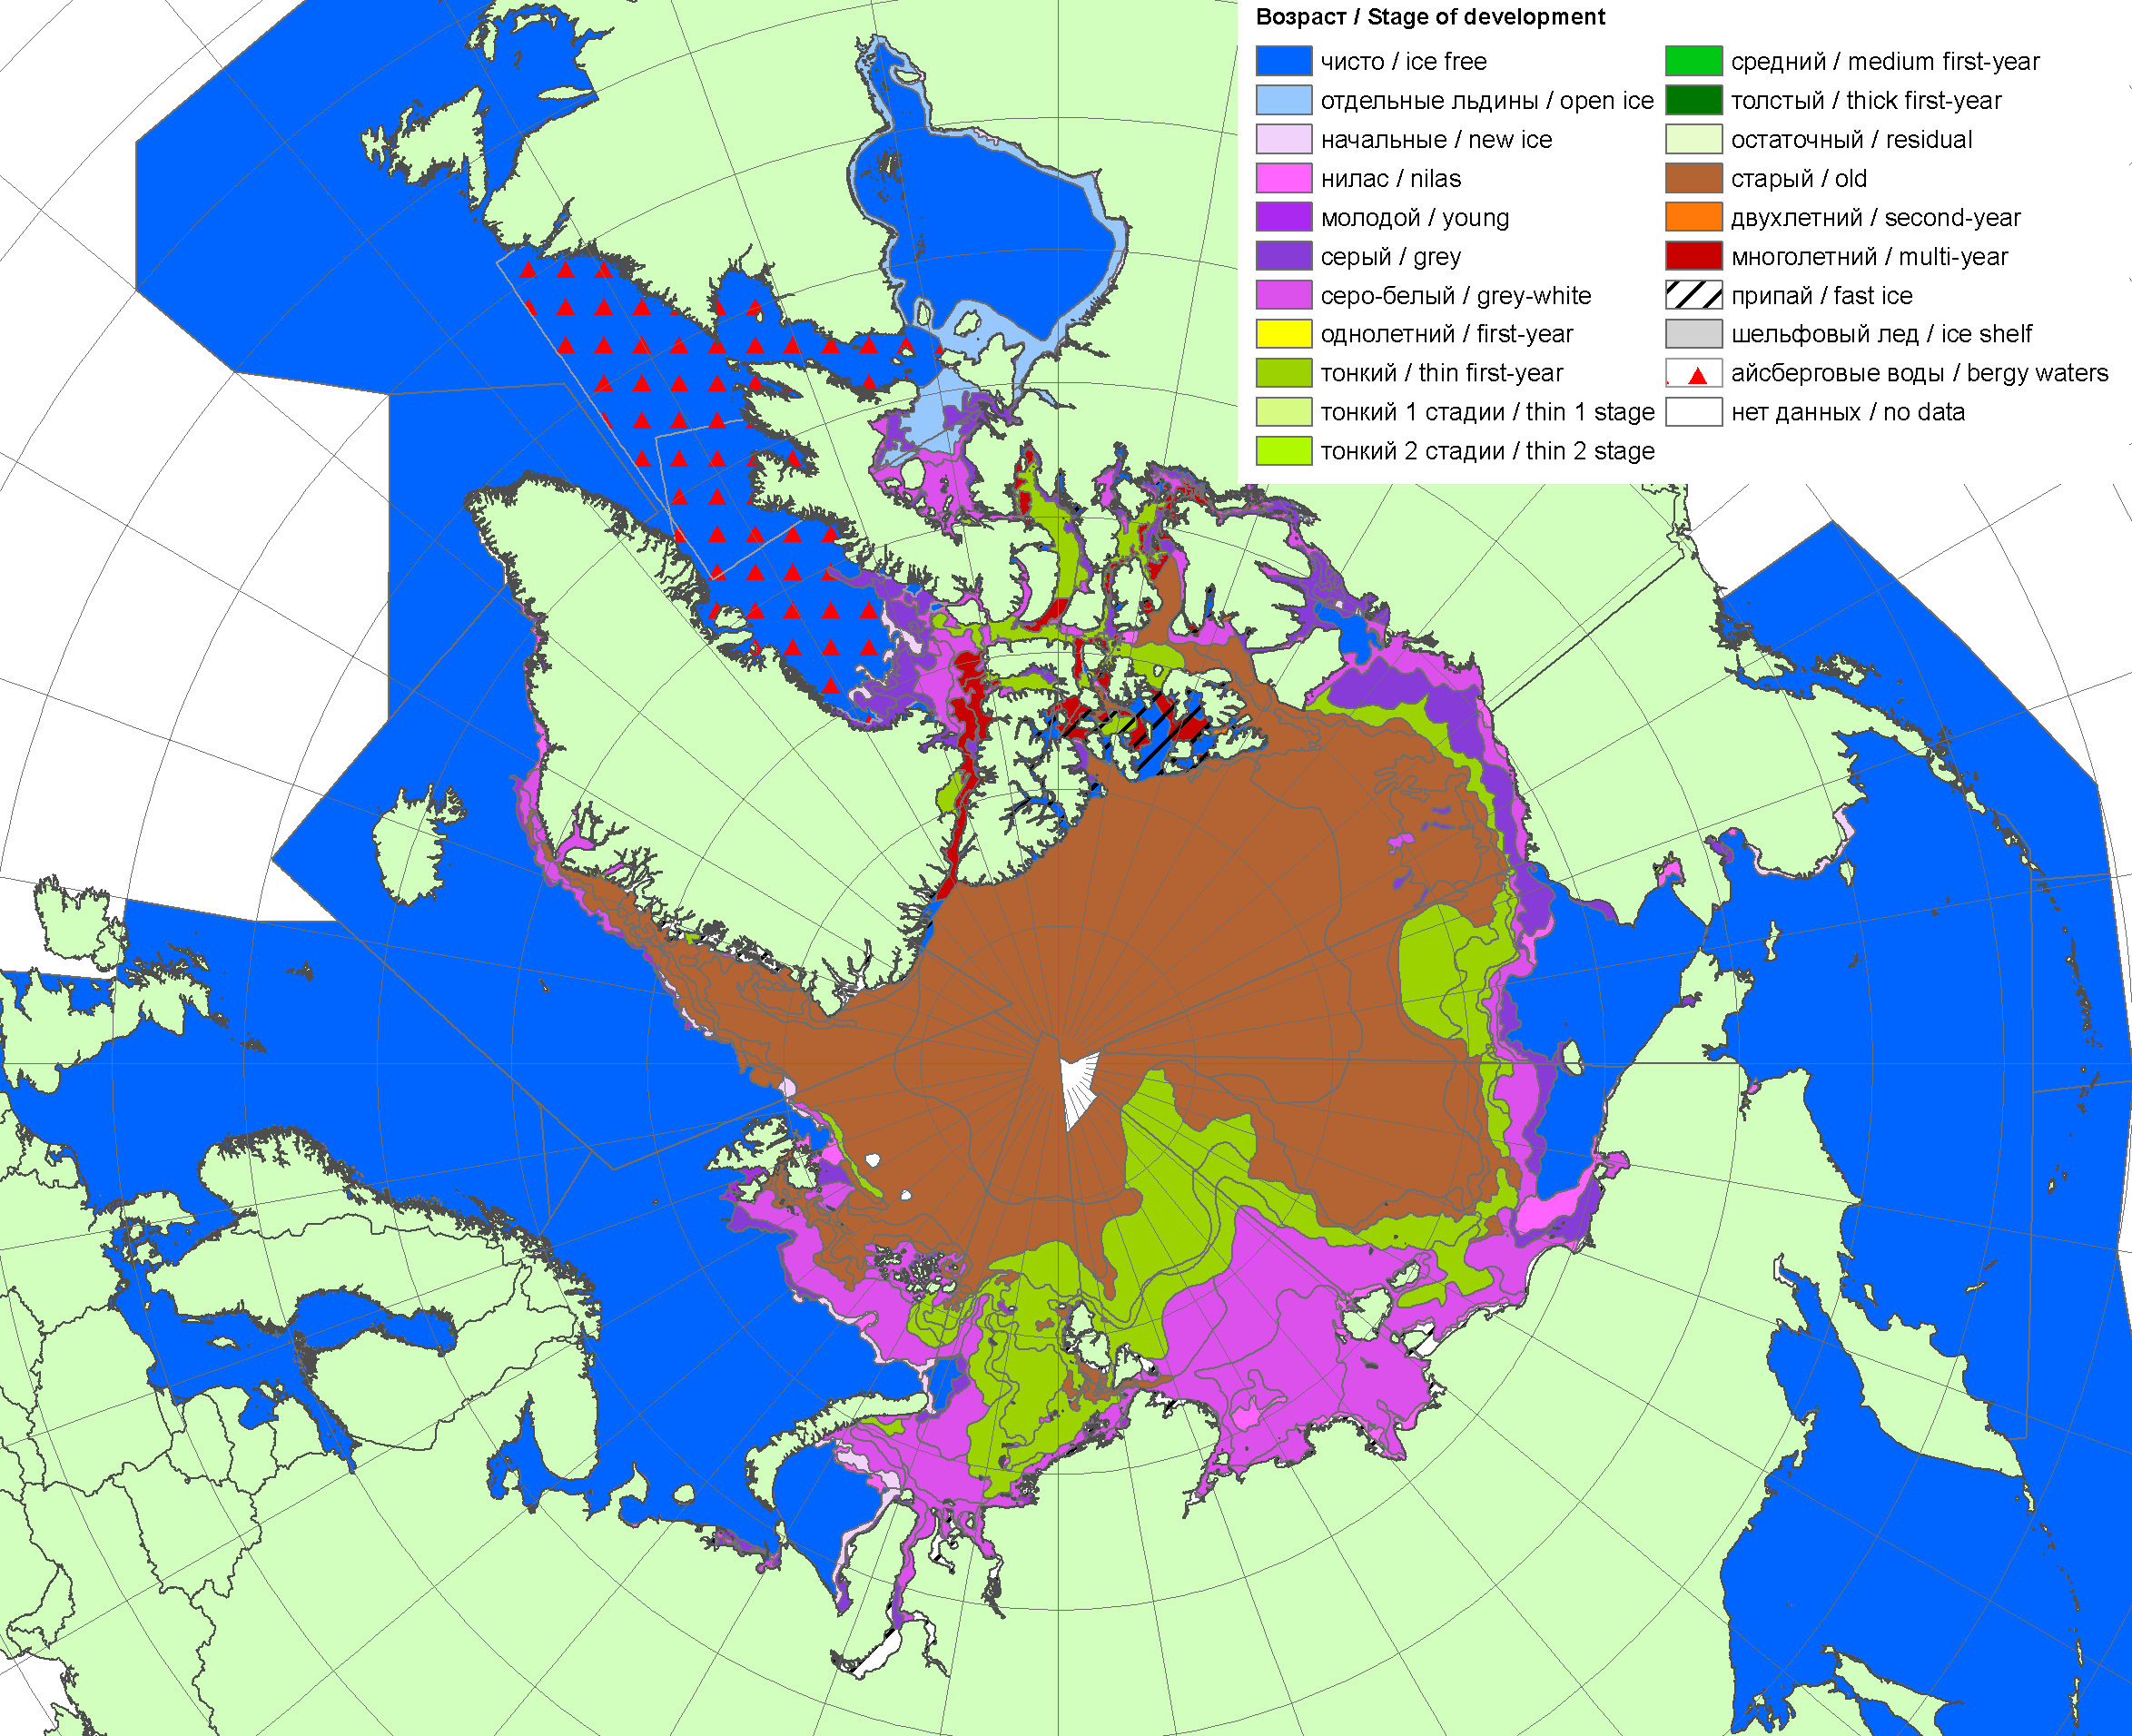 Возраст / Stage of development
чисто / ice free
отдельные льдины / open ice
начальные / new ice
нилас / nilas
молодой / young
серый / grey
серо-белый / grey-white
однолетний / first-year
тонкий / thin first-year
тонкий 1 стадии / thin 1 stage
тонкий 2 стадии / thin 2 stage
средний / medium first-year
толстый / thick first-year
остаточный / residual
старый / old
двухлетний / second-year
многолетний / multi-year
припай / fast ice
шельфовый лед / ice shelf
айсберговые воды / bergy waters
нет данных / no data